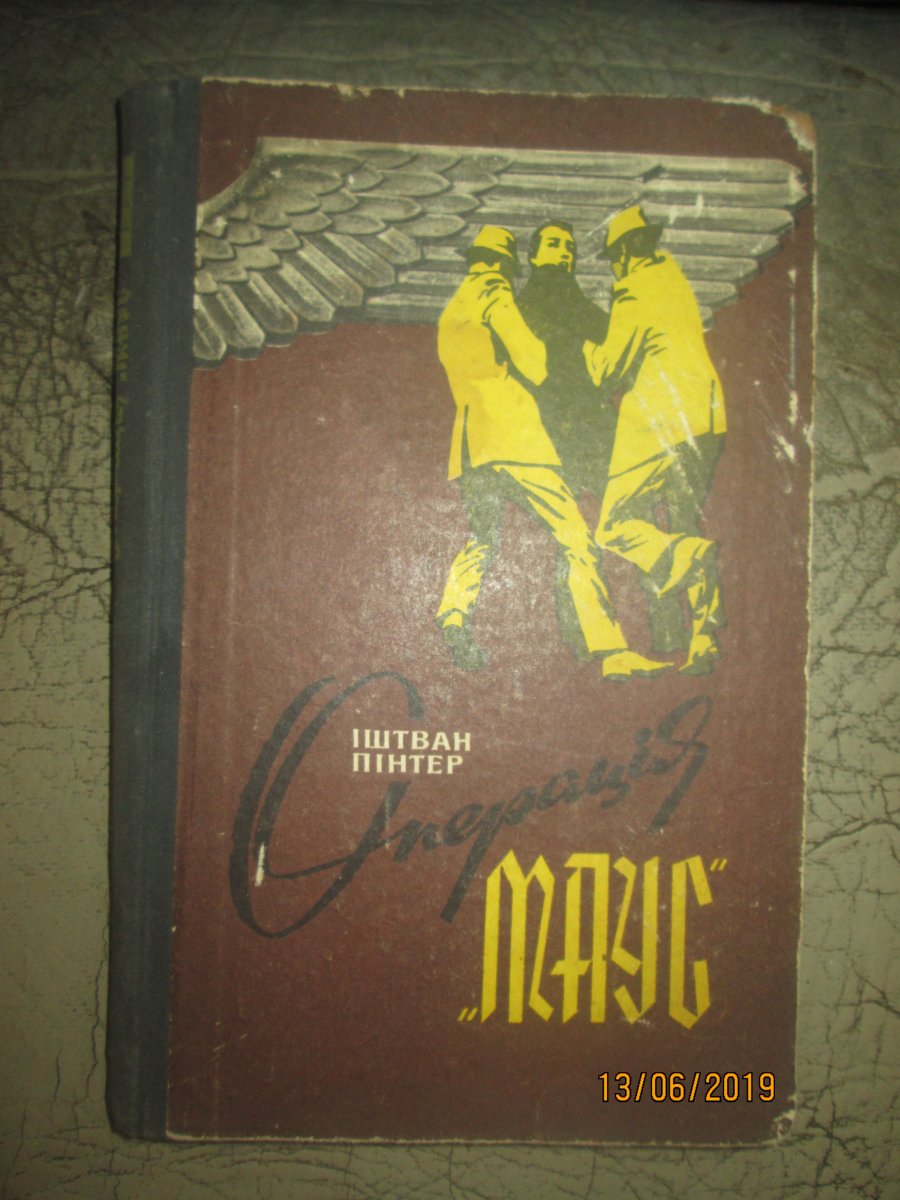 ІШТВАН
ПІНТЕР
Операція
„МАУС“
13/06/2019